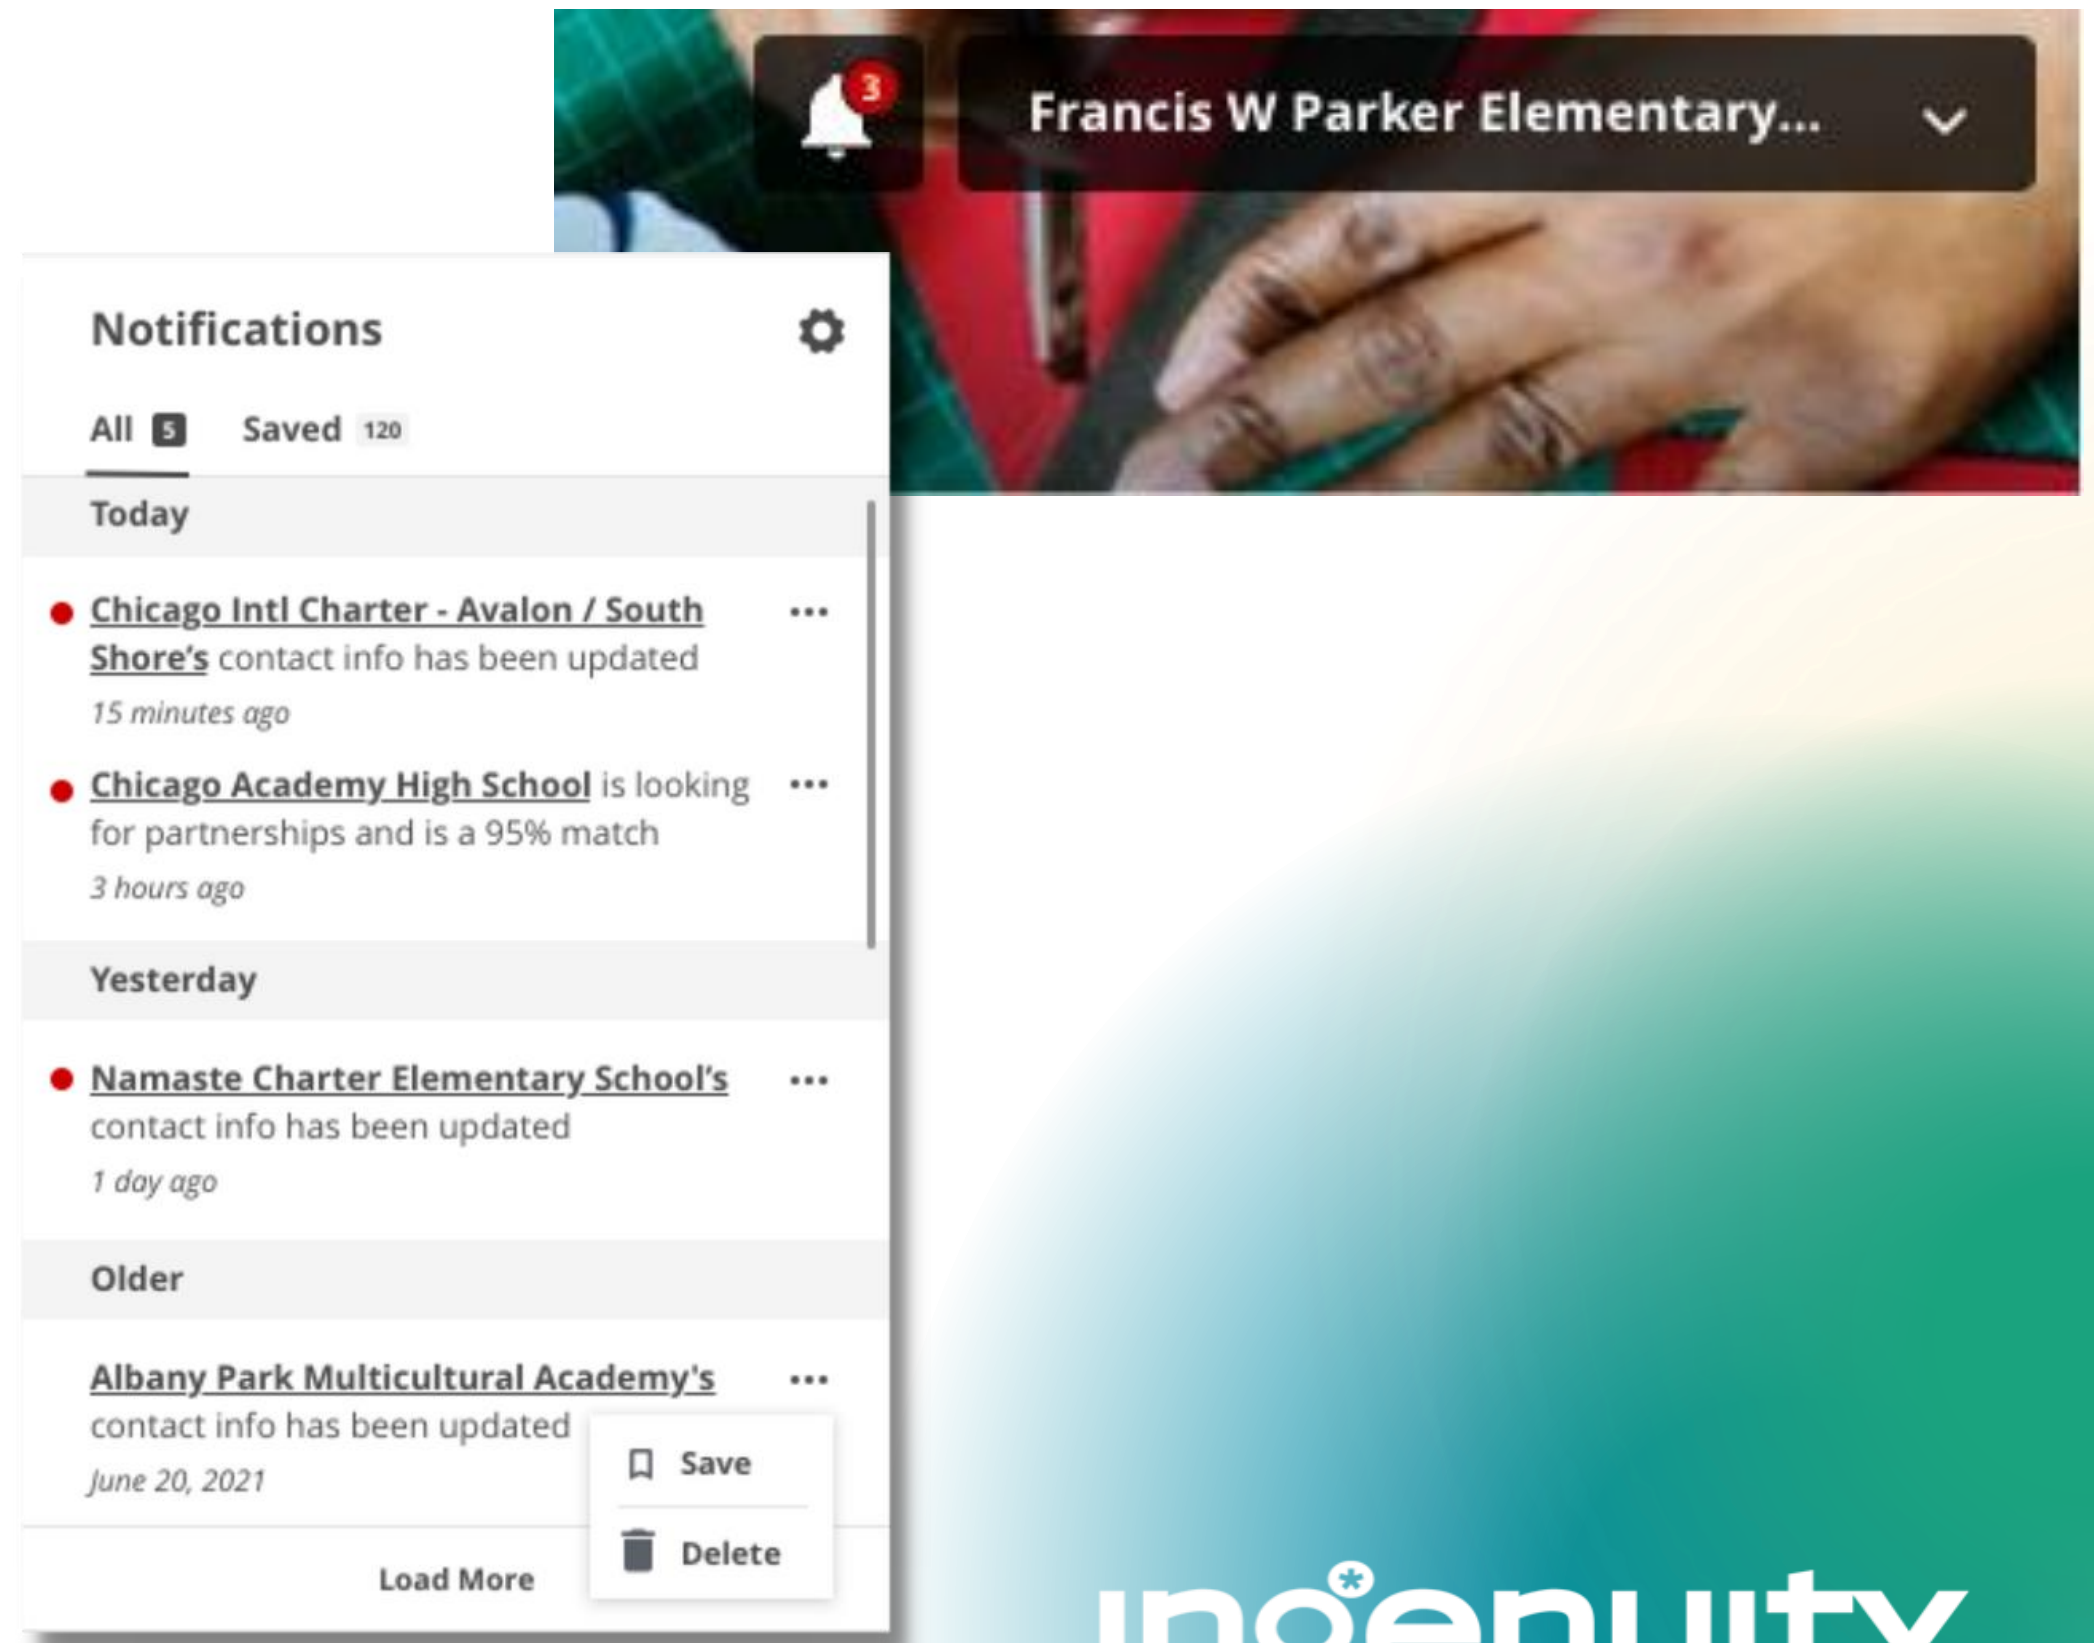 3
Francis W Parker Elementary...
Notifications
All 5 Saved 120
Today
Chicago Intl Charter - Avalon / South
Shore’s contact info has been updated
15 minutes ago
Chicago Academy High School is looking
for partnerships and is a 95% match
3 hours ago
Yesterday
Namaste Charter Elementary School’s
contact info has been updated
1 day ago
Older
Albany Park Multicultural Academy's
contact info has been updated
June 20, 2021
Save
Delete
Load More
ingenuity